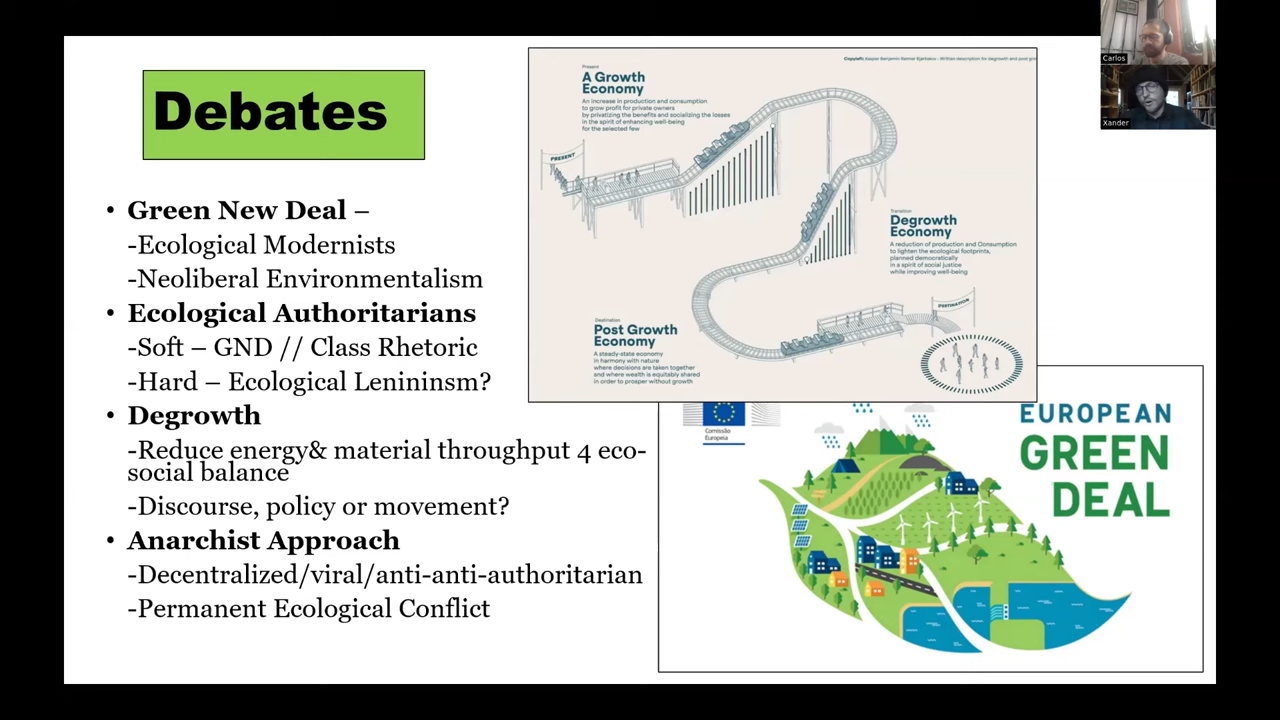 Debates
• Green New Deal –
-Ecological Modernists
-Neoliberal Environmentalism
• Ecological Authoritarians
-Soft – GND // Class Rhetoric
-Hard – Ecological Lenininsm?
• Degrowth
-Reduce energy& material throughput 4 eco-
social balance
-Discourse, policy or movement?
• Anarchist Approach
-Decentralized/viral/anti-anti-authoritarian
-Permanent Ecological Conflict
Present
A Growth
Economy
An increase in production and consumption
to grow profit for private owners
by privatizing the benefits and socializing the losses
in the spirit of enhancing well-being
for the selected few
PRESENT
Transition
Degrowth
Economy
A reduction of production and Consumption
to lighten the ecological footprints,
planned democratically
in a spirit of social justice
while improving well-being
DESTINATION
Destination
Post Growth
Economy
A steady-state economy
in harmony with nature
where decisions are taken together
and where wealth is equitably shared
in order to prosper without growth
Comissão
Europeia
EUROPEAN
GREEN
DEAL
Carlos
Xander